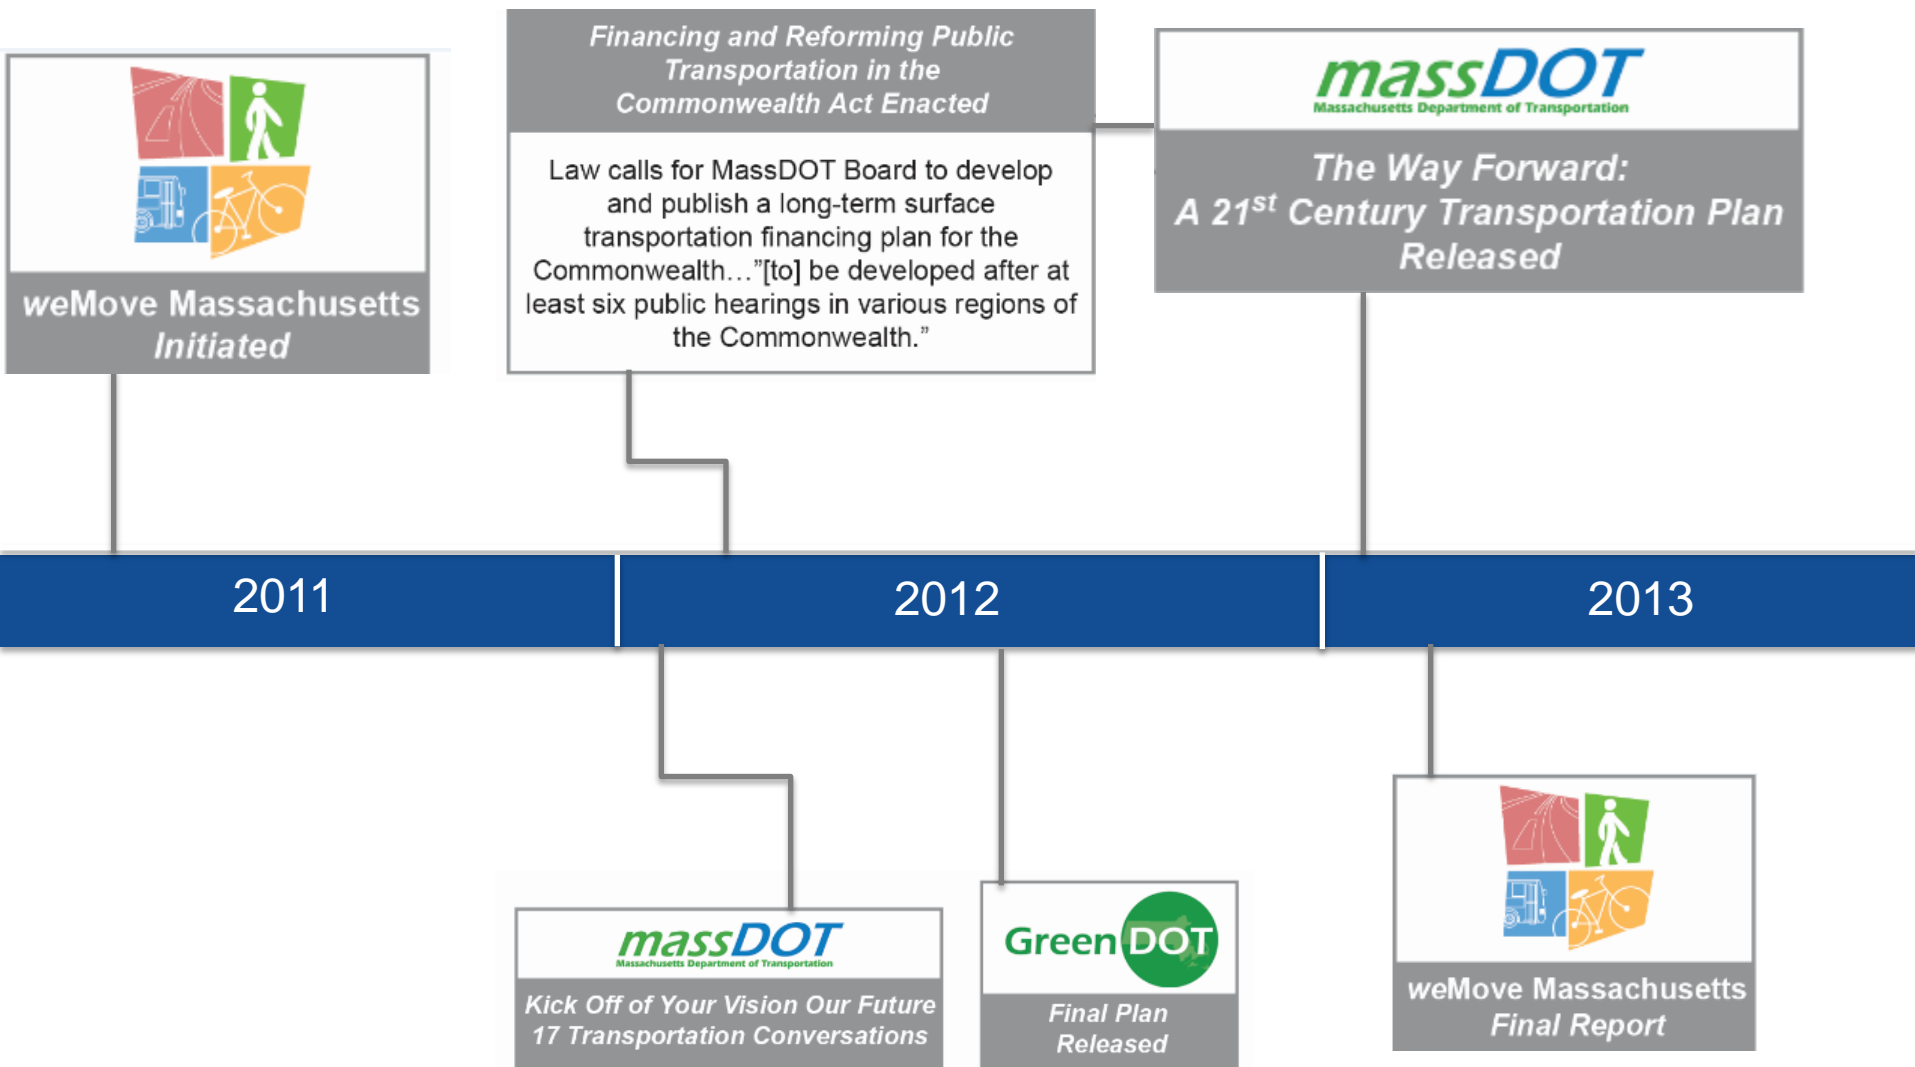 weMove Massachusetts
Initiated
Financing and Reforming Public
Transportation in the
Commonwealth Act Enacted
Law calls for MassDOT Board to develop
and publish a long-term surface
transportation financing plan for the
Commonwealth…”[to] be developed after at
least six public hearings in various regions of
the Commonwealth.”
massDOT
Massachusetts Department of Transportation
The Way Forward:
A 21st Century Transportation Plan
Released
2011
2012
2013
massDOT
Massachusetts Department of Transportation
Kick Off of Your Vision Our Future
17 Transportation Conversations
GreenDOT
Final Plan
Released
weMove Massachusetts
Final Report